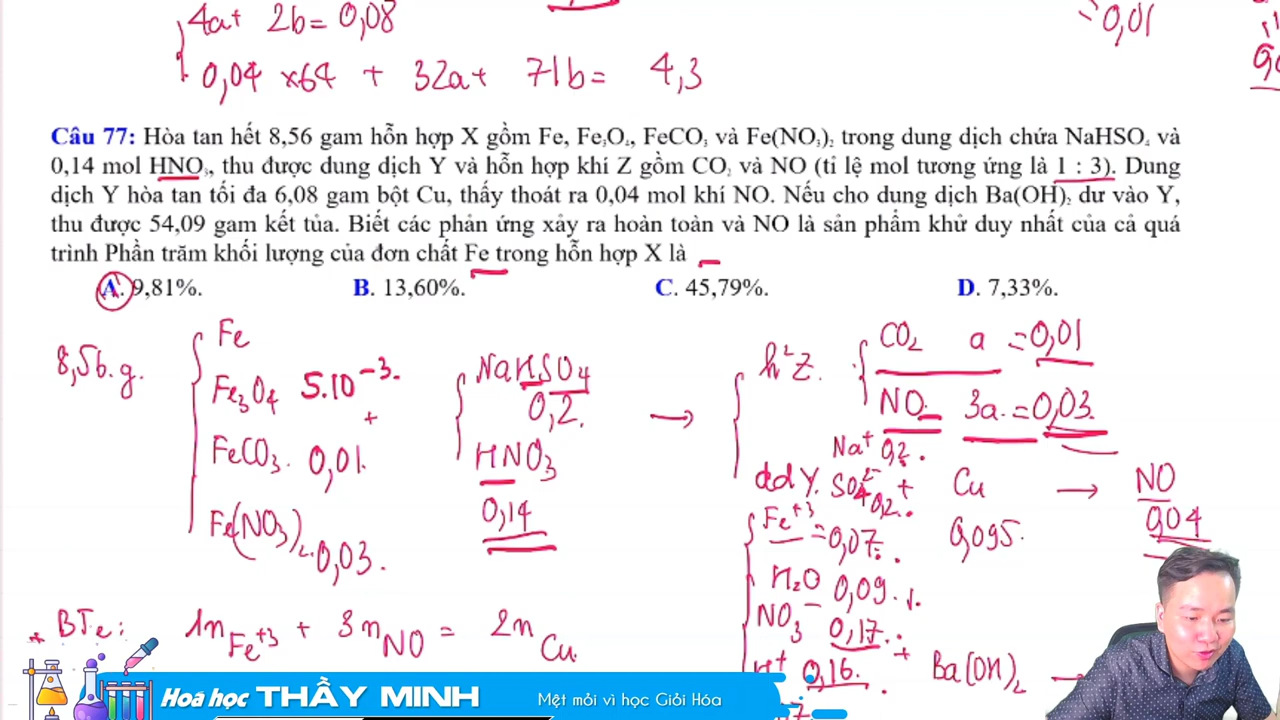 4a+ 2b= 0,08
0,04 ×64 + 32a+ 71b= 4,3
=0,01
Câu 77: Hòa tan hết 8,56 gam hỗn hợp X gồm Fe, Fe₃O₄, FeCO₃ và Fe(NO₃)₂ trong dung dịch chứa NaHSO₄ và
0,14 mol HNO₃, thu được dung dịch Y và hỗn hợp khí Z gồm CO₂ và NO (tỉ lệ mol tương ứng là 1 : 3). Dung
dịch Y hòa tan tối đa 6,08 gam bột Cu, thấy thoát ra 0,04 mol khí NO. Nếu cho dung dịch Ba(OH)₂ dư vào Y,
thu được 54,09 gam kết tủa. Biết các phản ứng xảy ra hoàn toàn và NO là sản phẩm khử duy nhất của cả quá
trình Phần trăm khối lượng của đơn chất Fe trong hỗn hợp X là
A. 9,81%. B. 13,60%. C. 45,79%. D. 7,33%.
8,56.g.
Fe
Fe₃O₄ 5.10⁻³.
+
FeCO₃. 0,01.
Fe(NO₃)₂. 0,03.
NaHSO₄
0,2.
HNO₃
0,14
→
h²Z.
CO₂ a =0,01
NO. 3a. =0,03.
Na⁺ 0,2.
dd Y. SO₄²⁻ 0,2. + Cu → NO
0,095. 0,04
Fe⁺³ =0,07.
H₂O 0,09.
NO₃⁻ 0,17.
H⁺ 0,16. + Ba(OH)₂ →
* BTe: 1n Fe⁺³ + 3n NO = 2n Cu
Hoá học THẦY MINH
Mệt mỏi vì học Giỏi Hóa